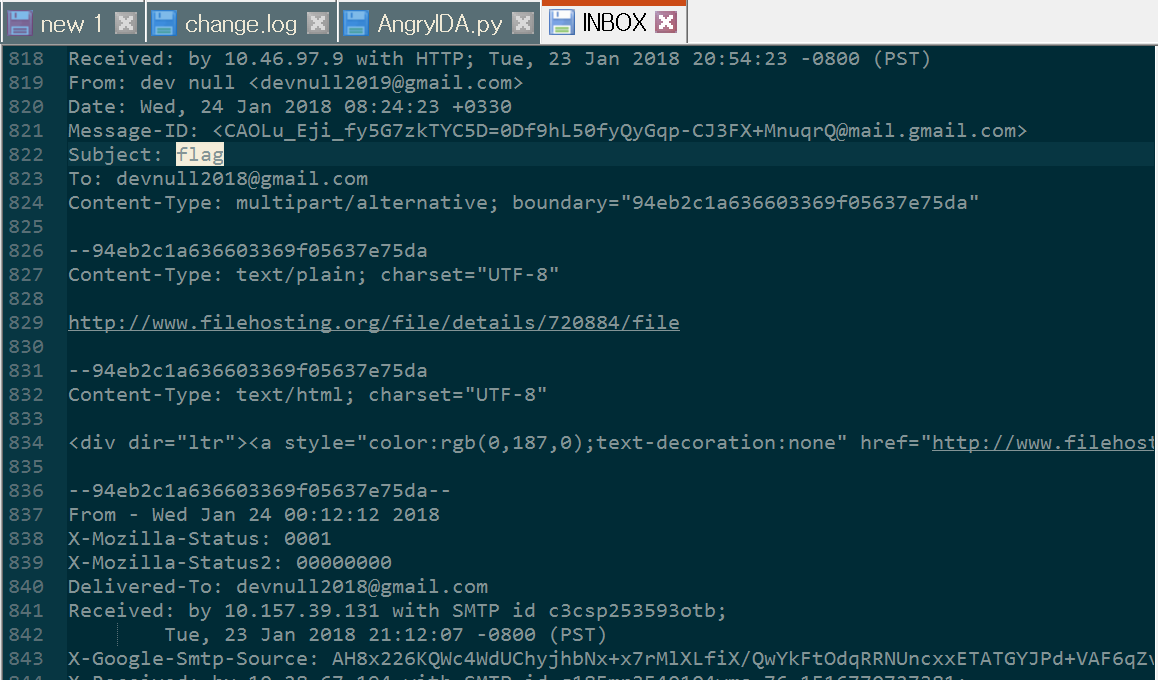 new 1 change.log AngryIDA.py INBOX
818 Received: by 10.46.97.9 with HTTP; Tue, 23 Jan 2018 20:54:23 -0800 (PST)
819 From: dev null <devnull2019@gmail.com>
820 Date: Wed, 24 Jan 2018 08:24:23 +0330
821 Message-ID: <CAOLu_Eji_fy5G7zkTYC5D=0Df9hL50fyQyGqp-CJ3FX+MnuqrQ@mail.gmail.com>
822 Subject: flag
823 To: devnull2018@gmail.com
824 Content-Type: multipart/alternative; boundary="94eb2c1a636603369f05637e75da"
825
826 --94eb2c1a636603369f05637e75da
827 Content-Type: text/plain; charset="UTF-8"
828
829 http://www.filehosting.org/file/details/720884/file
830
831 --94eb2c1a636603369f05637e75da
832 Content-Type: text/html; charset="UTF-8"
833
834 <div dir="ltr"><a style="color:rgb(0,187,0);text-decoration:none" href="http://www.filehost
835
836 --94eb2c1a636603369f05637e75da--
837 From - Wed Jan 24 00:12:12 2018
838 X-Mozilla-Status: 0001
839 X-Mozilla-Status2: 00000000
840 Delivered-To: devnull2018@gmail.com
841 Received: by 10.157.39.131 with SMTP id c3csp253593otb;
842 Tue, 23 Jan 2018 21:12:07 -0800 (PST)
843 X-Google-Smtp-Source: AH8x226KQWc4WdUChyjhbNx+x7rMlXLfiX/QwYkFtOdqRRNUncxxETATGYJPd+VAF6qZv